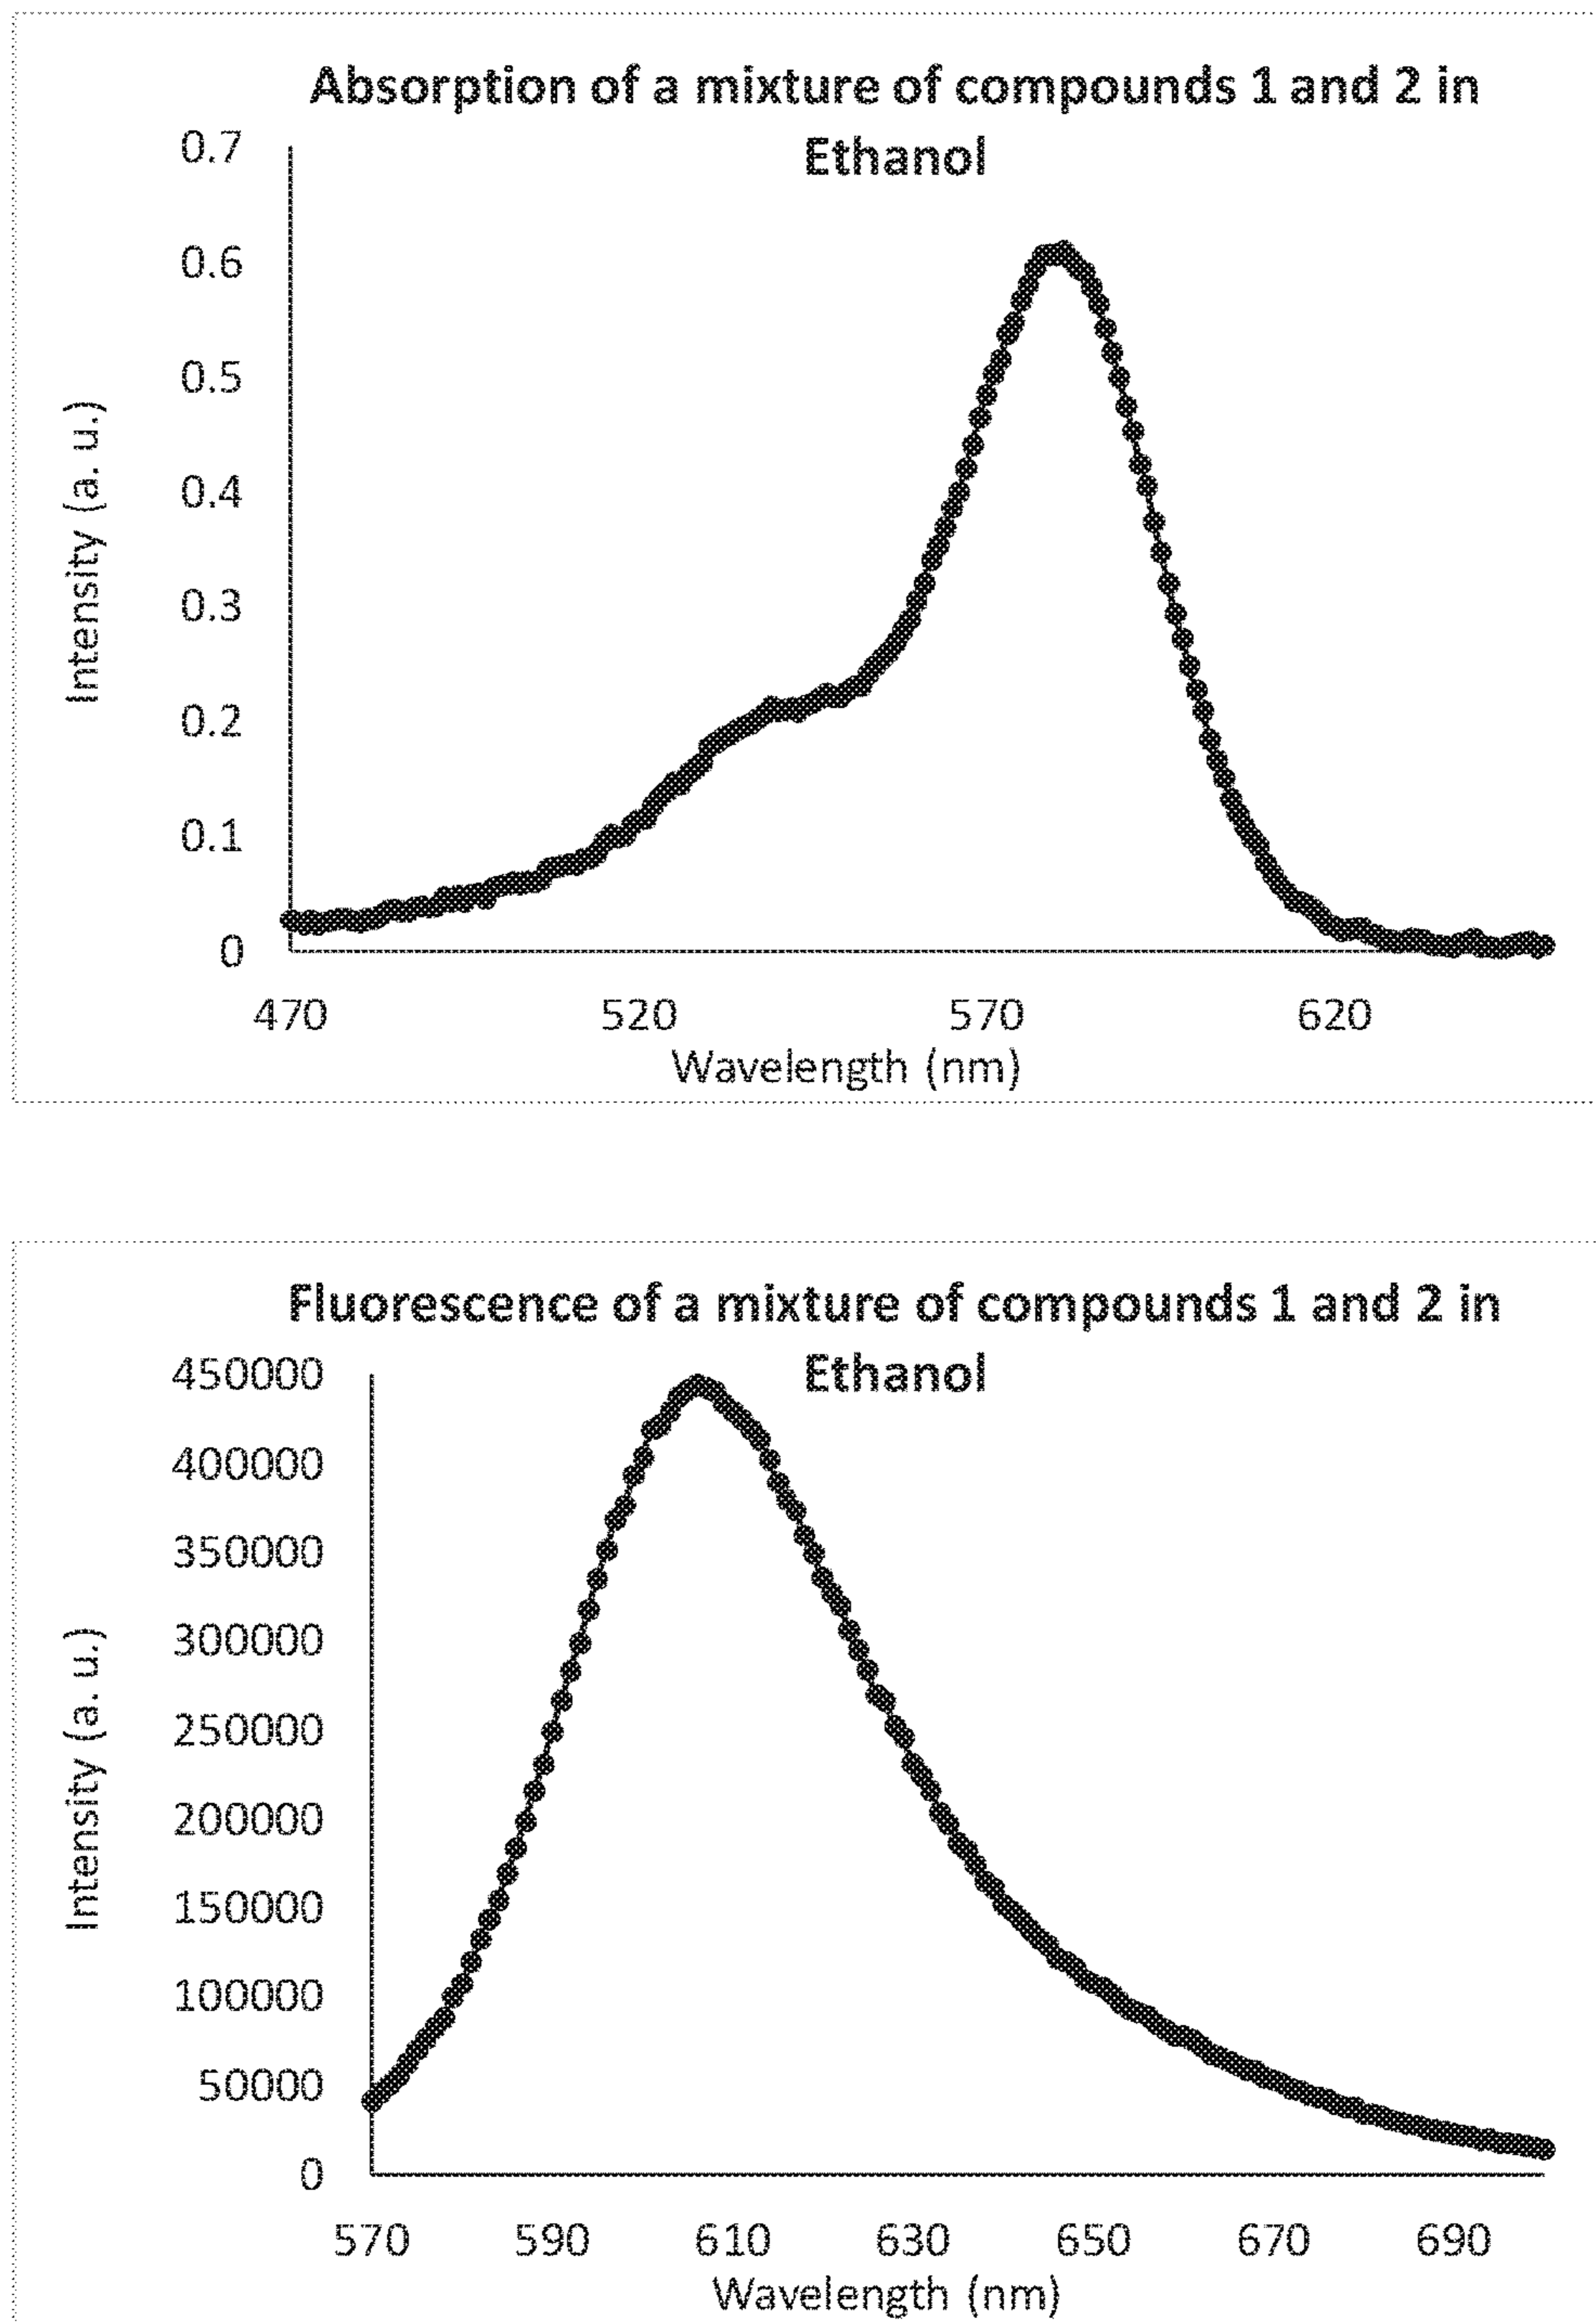 Absorption of a mixture of compounds 1 and 2 in
Ethanol
0.7
0.6
0.5
0.4
0.3
0.2
0.1
0
Intensity (a. u.)
470 520 570 620
Wavelength (nm)
Fluorescence of a mixture of compounds 1 and 2 in
Ethanol
450000
400000
350000
300000
250000
200000
150000
100000
50000
0
Intensity (a. u.)
570 590 610 630 650 670 690
Wavelength (nm)